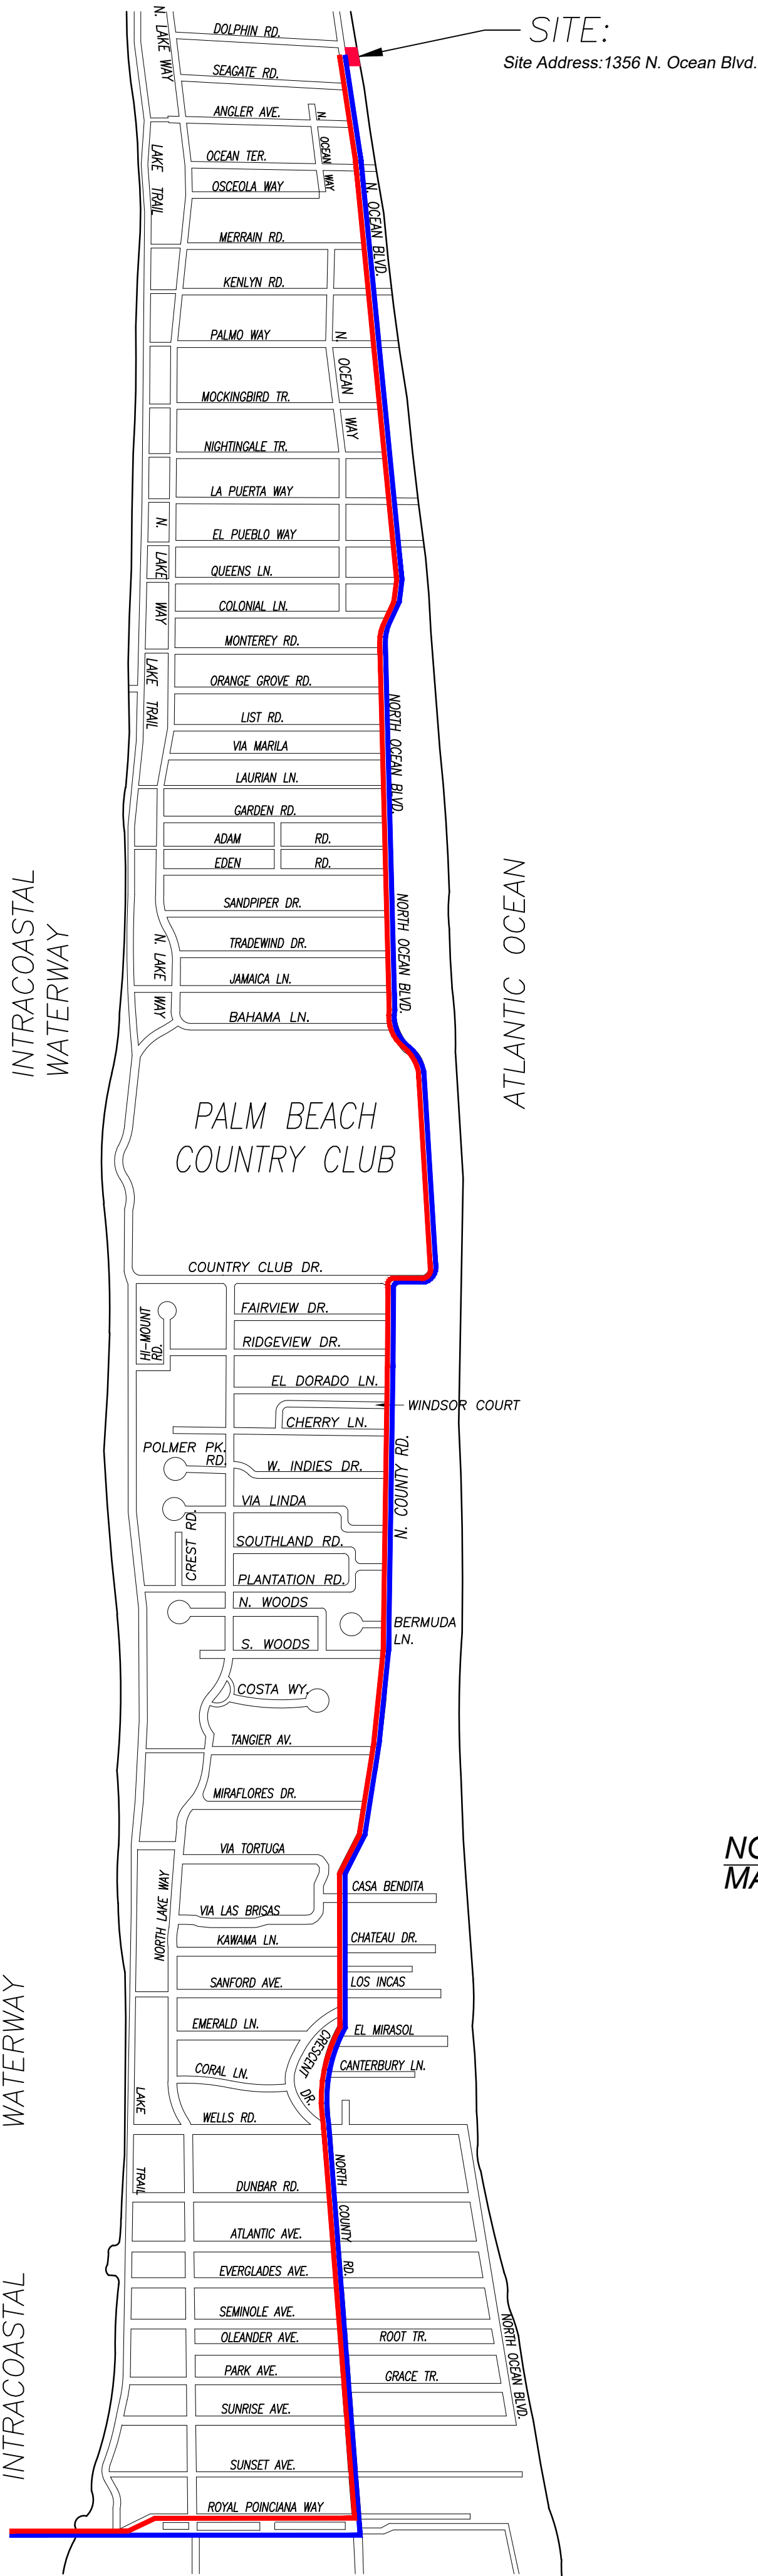 SITE:
Site Address:1356 N. Ocean Blvd.
N. LAKE WAY
DOLPHIN RD.
SEAGATE RD.
ANGLER AVE.
N. OCEAN WAY
OCEAN TER.
OSCEOLA WAY
LAKE TRAIL
N. OCEAN BLVD.
MERRAIN RD.
KENLYN RD.
PALMO WAY
N. OCEAN WAY
MOCKINGBIRD TR.
NIGHTINGALE TR.
LA PUERTA WAY
EL PUEBLO WAY
N. LAKE WAY
QUEENS LN.
COLONIAL LN.
MONTEREY RD.
LAKE TRAIL
ORANGE GROVE RD.
LIST RD.
NORTH OCEAN BLVD.
VIA MARILA
LAURIAN LN.
GARDEN RD.
ADAM RD.
EDEN RD.
SANDPIPER DR.
NORTH OCEAN BLVD.
TRADEWIND DR.
N. LAKE WAY
JAMAICA LN.
BAHAMA LN.
INTRACOASTAL
WATERWAY
ATLANTIC OCEAN
PALM BEACH
COUNTRY CLUB
COUNTRY CLUB DR.
HI-MOUNT
RD.
FAIRVIEW DR.
RIDGEVIEW DR.
EL DORADO LN.
WINDSOR COURT
CHERRY LN.
POLMER PK.
RD.
W. INDIES DR.
N. COUNTY RD.
VIA LINDA
CREST RD.
SOUTHLAND RD.
PLANTATION RD.
N. WOODS
BERMUDA
LN.
S. WOODS
COSTA WY.
TANGIER AV.
MIRAFLORES DR.
NO
MA
VIA TORTUGA
CASA BENDITA
NORTH LAKE WAY
VIA LAS BRISAS
KAWAMA LN.
CHATEAU DR.
SANFORD AVE.
LOS INCAS
EMERALD LN.
EL MIRASOL
CRESCENT DR.
CORAL LN.
CANTERBURY LN.
WELLS RD.
LAKE TRAIL
DUNBAR RD.
NORTH COUNTY RD.
ATLANTIC AVE.
EVERGLADES AVE.
SEMINOLE AVE.
OLEANDER AVE.
ROOT TR.
PARK AVE.
GRACE TR.
NORTH OCEAN BLVD.
SUNRISE AVE.
SUNSET AVE.
ROYAL POINCIANA WAY
INTRACOASTAL WATERWAY